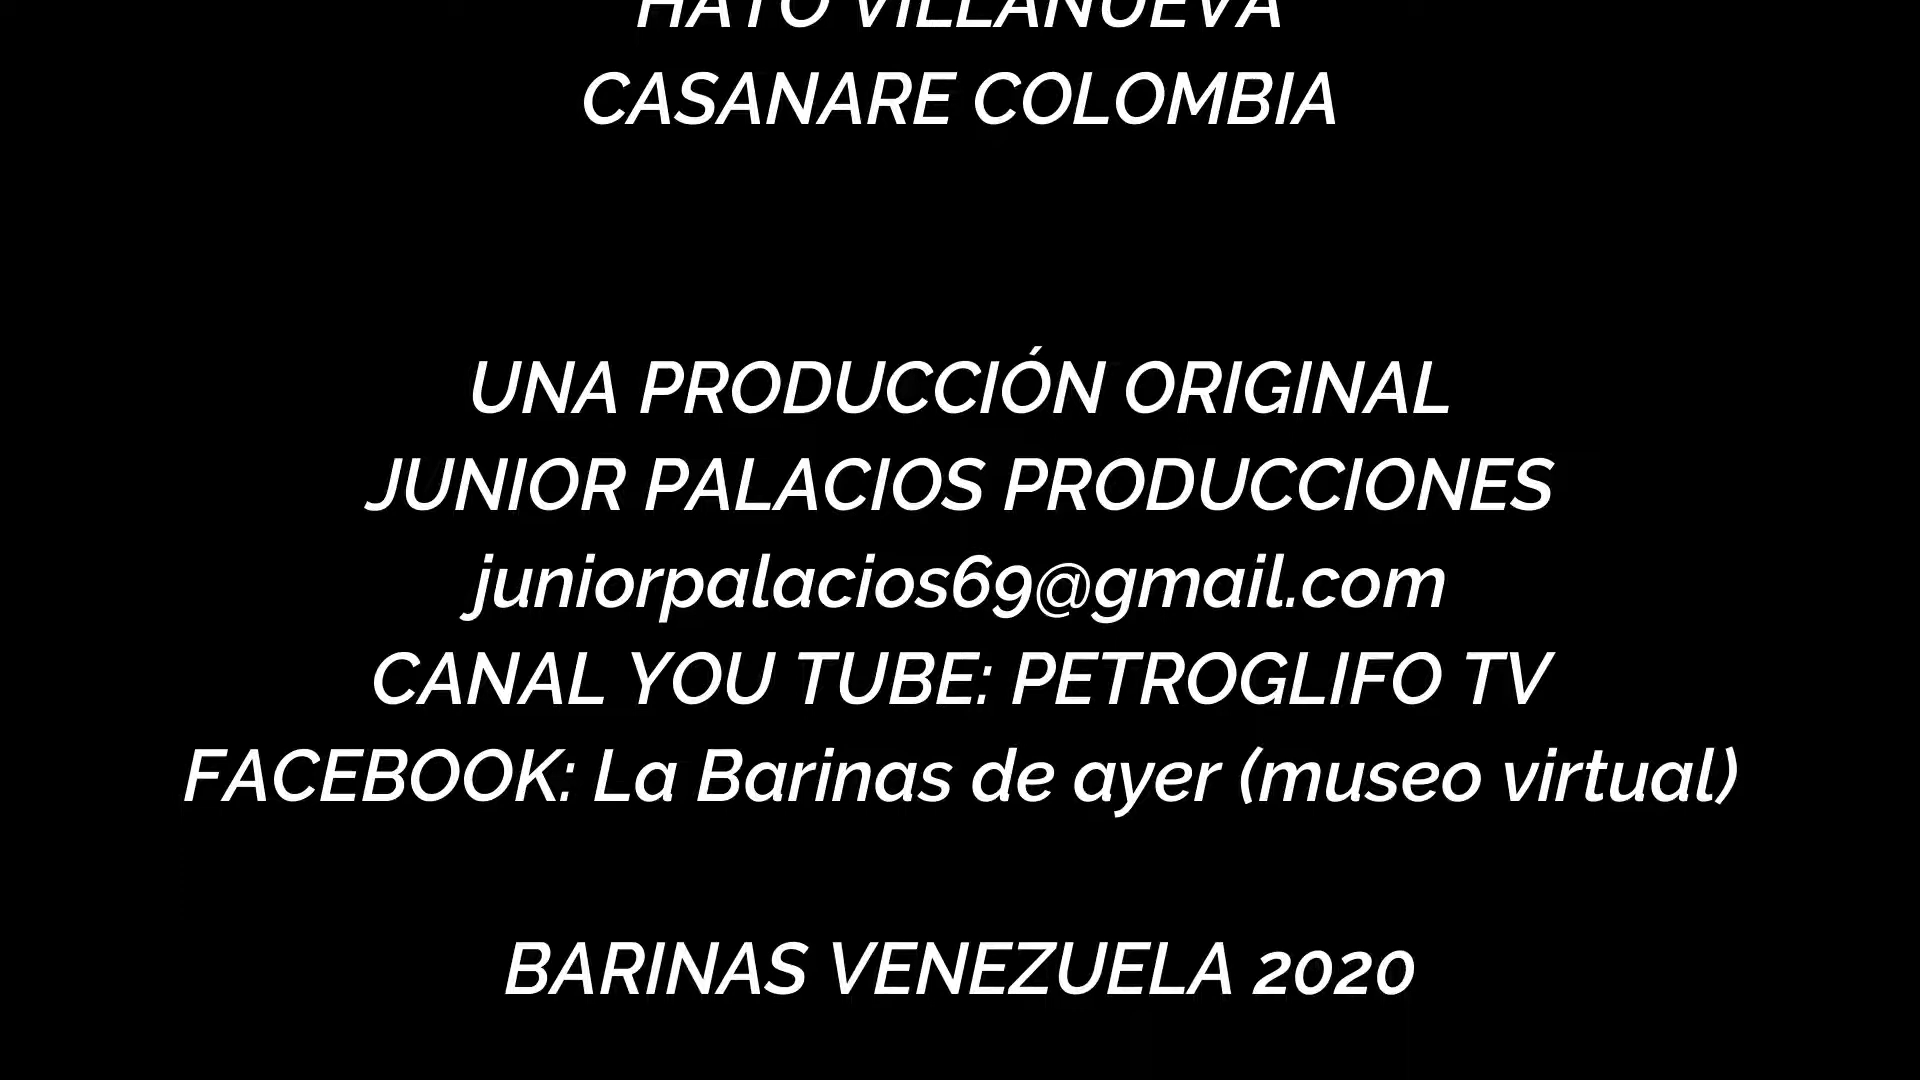 HATO VILLANUEVA
CASANARE COLOMBIA
UNA PRODUCCIÓN ORIGINAL
JUNIOR PALACIOS PRODUCCIONES
juniorpalacios69@gmail.com
CANAL YOU TUBE: PETROGLIFO TV
FACEBOOK: La Barinas de ayer (museo virtual)
BARINAS VENEZUELA 2020